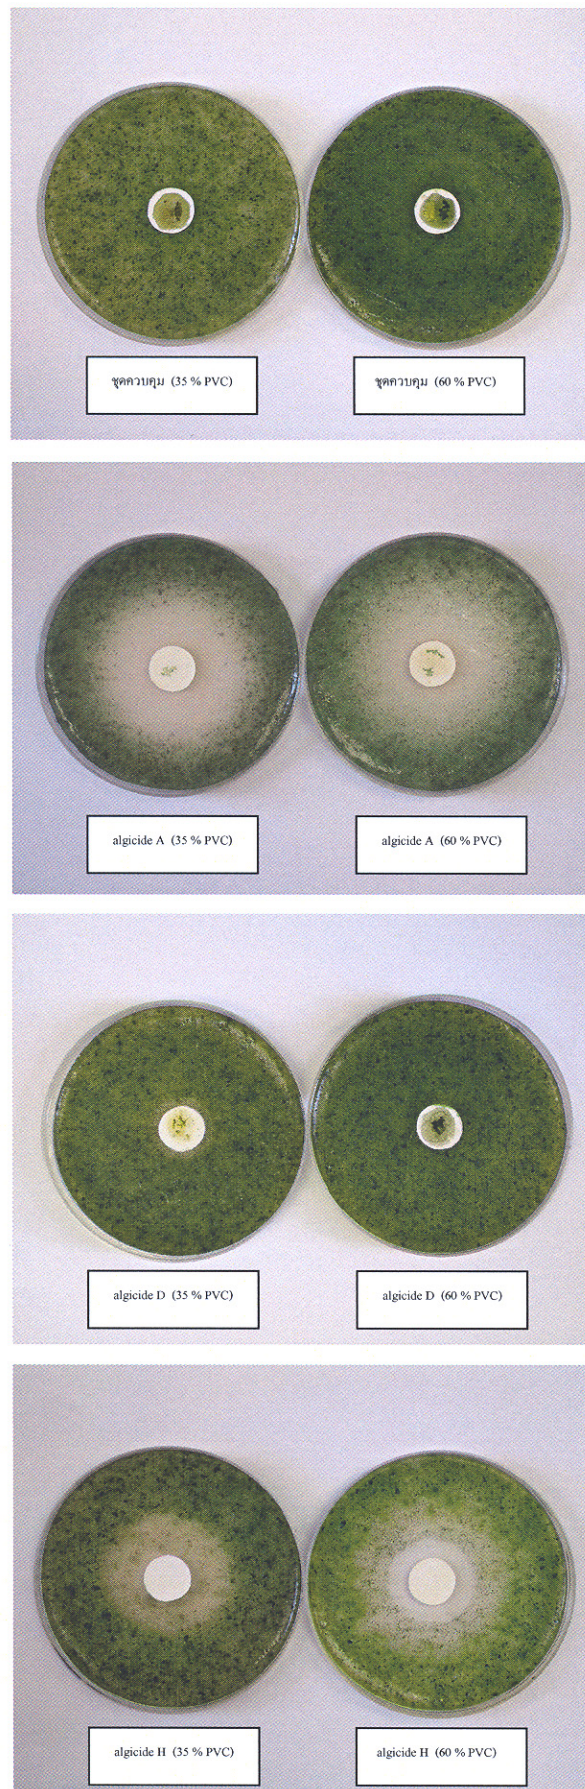 ชุดควบคุม (35 % PVC)
ชุดควบคุม (60 % PVC)
algicide A (35 % PVC)
algicide A (60 % PVC)
algicide D (35 % PVC)
algicide D (60 % PVC)
algicide H (35 % PVC)
algicide H (60 % PVC)